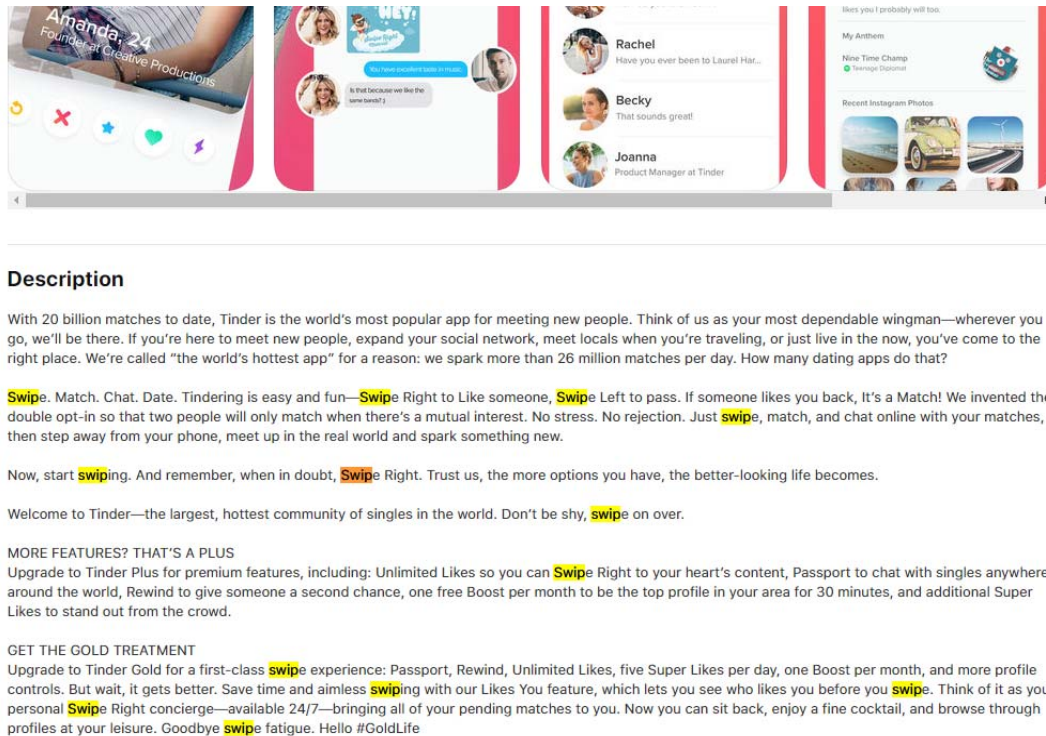 Amanda, 24
Founder at Creative Productions
HEY!
You have excellent taste in music.
Is that because we like the
same bands? ;)
Rachel
Have you ever been to Laurel Har...
Becky
That sounds great!
Joanna
Product Manager at Tinder
likes you I probably will too.
My Anthem
Nine Time Champ
Teenage Diplomat
Recent Instagram Photos
Description
With 20 billion matches to date, Tinder is the world’s most popular app for meeting new people. Think of us as your most dependable wingman—wherever you
go, we’ll be there. If you’re here to meet new people, expand your social network, meet locals when you’re traveling, or just live in the now, you’ve come to the
right place. We’re called “the world’s hottest app” for a reason: we spark more than 26 million matches per day. How many dating apps do that?
Swipe. Match. Chat. Date. Tindering is easy and fun—Swipe Right to Like someone, Swipe Left to pass. If someone likes you back, It’s a Match! We invented the
double opt-in so that two people will only match when there’s a mutual interest. No stress. No rejection. Just swipe, match, and chat online with your matches,
then step away from your phone, meet up in the real world and spark something new.
Now, start swiping. And remember, when in doubt, Swipe Right. Trust us, the more options you have, the better-looking life becomes.
Welcome to Tinder—the largest, hottest community of singles in the world. Don’t be shy, swipe on over.
MORE FEATURES? THAT’S A PLUS
Upgrade to Tinder Plus for premium features, including: Unlimited Likes so you can Swipe Right to your heart’s content, Passport to chat with singles anywhere
around the world, Rewind to give someone a second chance, one free Boost per month to be the top profile in your area for 30 minutes, and additional Super
Likes to stand out from the crowd.
GET THE GOLD TREATMENT
Upgrade to Tinder Gold for a first-class swipe experience: Passport, Rewind, Unlimited Likes, five Super Likes per day, one Boost per month, and more profile
controls. But wait, it gets better. Save time and aimless swiping with our Likes You feature, which lets you see who likes you before you swipe. Think of it as you
personal Swipe Right concierge—available 24/7—bringing all of your pending matches to you. Now you can sit back, enjoy a fine cocktail, and browse through
profiles at your leisure. Goodbye swipe fatigue. Hello #GoldLife